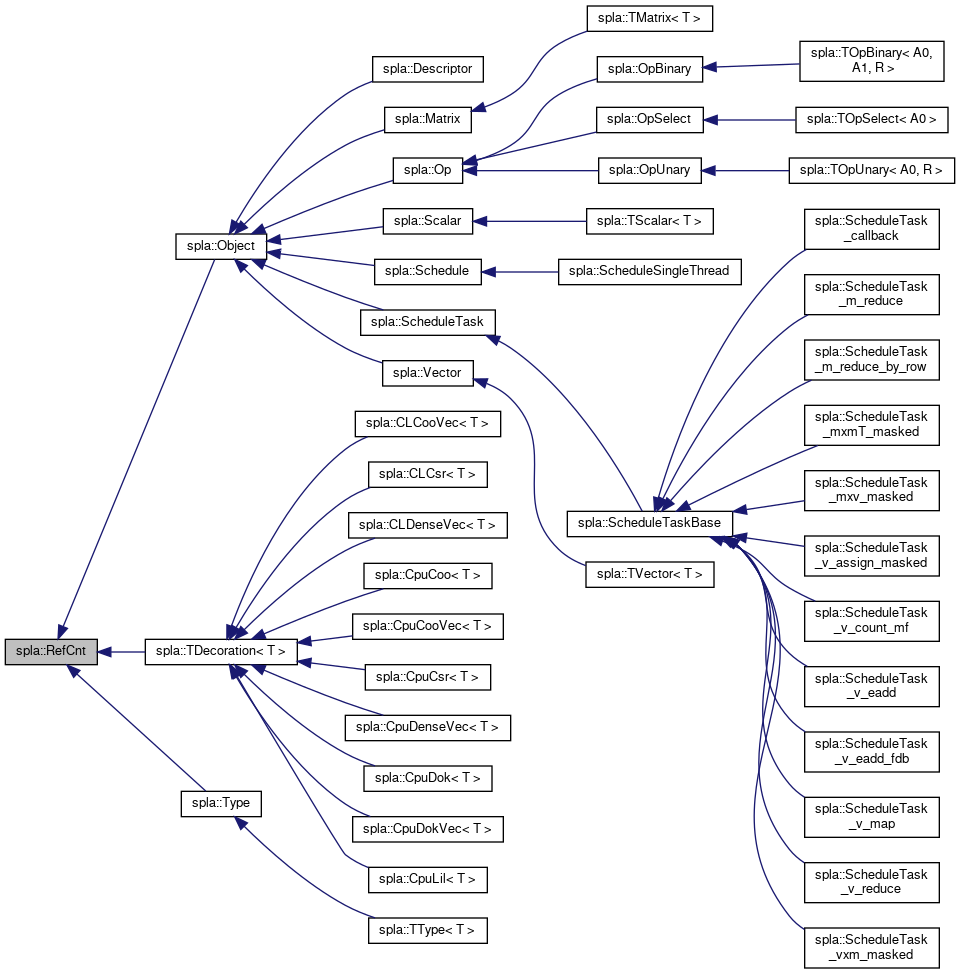 spla::TMatrix< T >
spla::Descriptor
spla::OpBinary
spla::TOpBinary< A0,
A1, R >
spla::Matrix
spla::OpSelect
spla::TOpSelect< A0 >
spla::Op
spla::OpUnary
spla::TOpUnary< A0, R >
spla::Scalar
spla::TScalar< T >
spla::ScheduleTask
_callback
spla::Object
spla::Schedule
spla::ScheduleSingleThread
spla::ScheduleTask
_m_reduce
spla::ScheduleTask
spla::ScheduleTask
_m_reduce_by_row
spla::Vector
spla::CLCooVec< T >
spla::ScheduleTask
_mxmT_masked
spla::CLCsr< T >
spla::ScheduleTask
_mxv_masked
spla::CLDenseVec< T >
spla::ScheduleTaskBase
spla::ScheduleTask
_v_assign_masked
spla::CpuCoo< T >
spla::TVector< T >
spla::CpuCooVec< T >
spla::ScheduleTask
_v_count_mf
spla::RefCnt
spla::TDecoration< T >
spla::CpuCsr< T >
spla::ScheduleTask
_v_eadd
spla::CpuDenseVec< T >
spla::ScheduleTask
_v_eadd_fdb
spla::CpuDok< T >
spla::Type
spla::ScheduleTask
_v_map
spla::CpuDokVec< T >
spla::CpuLil< T >
spla::ScheduleTask
_v_reduce
spla::TType< T >
spla::ScheduleTask
_vxm_masked